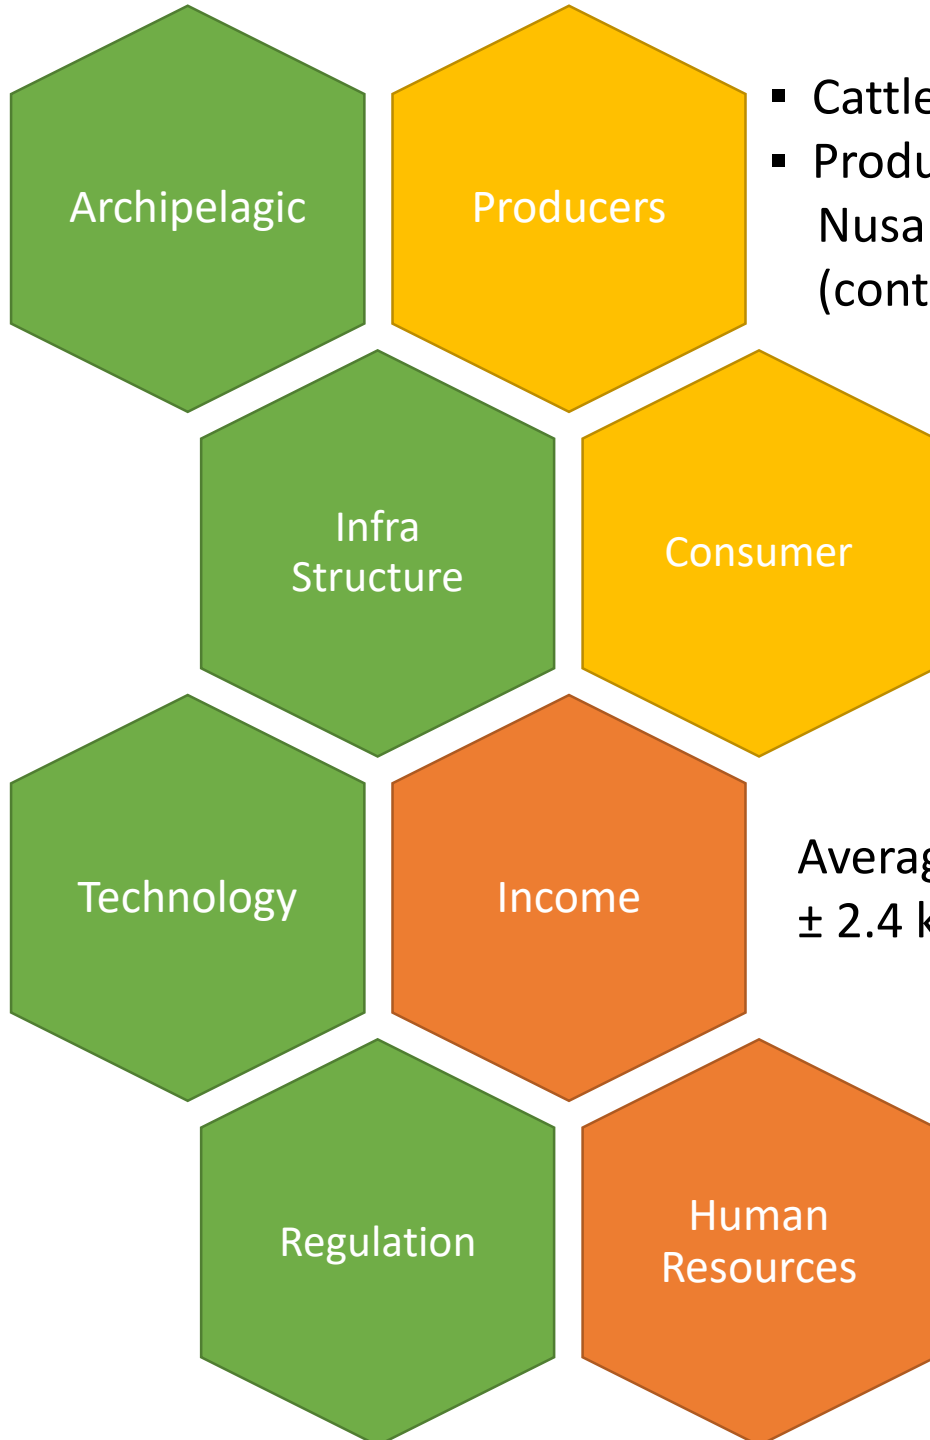 Archipelagic
Producers
▪ Cattle
▪ Produ
Nusa
(cont
Infra
Structure
Consumer
Technology
Income
Averag
± 2.4 k
Regulation
Human
Resources